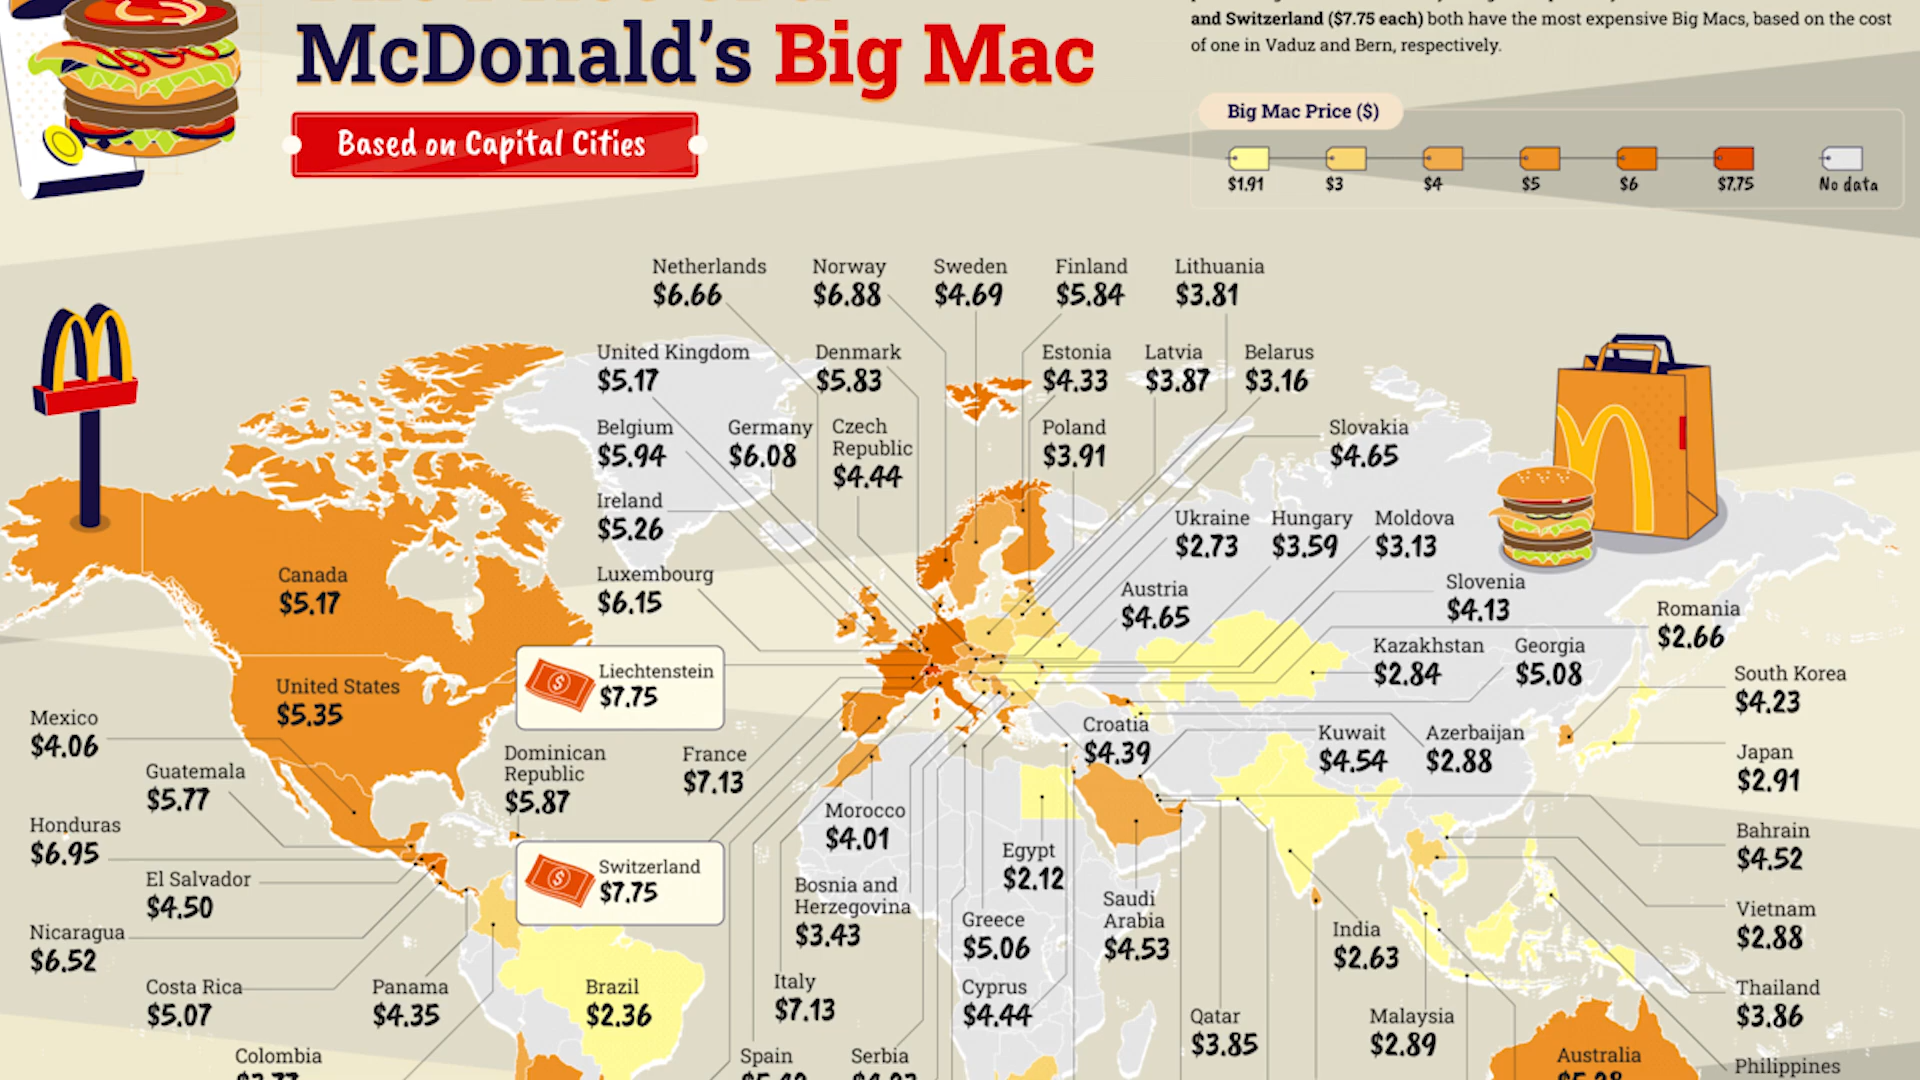 McDonald's Big Mac
Based on Capital Cities
and Switzerland ($7.75 each) both have the most expensive Big Macs, based on the cost
of one in Vaduz and Bern, respectively.
Big Mac Price ($)
$1.91
$3
$4
$5
$6
$7.75
No data
Netherlands
$6.66
Norway
$6.88
Sweden
$4.69
Finland
$5.84
Lithuania
$3.81
United Kingdom
$5.17
Denmark
$5.83
Estonia
$4.33
Latvia
$3.87
Belarus
$3.16
Belgium
$5.94
Germany
$6.08
Czech
Republic
$4.44
Poland
$3.91
Slovakia
$4.65
Ireland
$5.26
Ukraine
$2.73
Hungary
$3.59
Moldova
$3.13
Canada
$5.17
Luxembourg
$6.15
Austria
$4.65
Slovenia
$4.13
Romania
$2.66
Liechtenstein
$7.75
Kazakhstan
$2.84
Georgia
$5.08
South Korea
$4.23
United States
$5.35
Mexico
$4.06
Croatia
$4.39
Kuwait
$4.54
Azerbaijan
$2.88
Japan
$2.91
Guatemala
$5.77
Dominican
Republic
$5.87
France
$7.13
Morocco
$4.01
Honduras
$6.95
Bahrain
$4.52
Egypt
$2.12
Switzerland
$7.75
El Salvador
$4.50
Bosnia and
Herzegovina
$3.43
Saudi
Arabia
$4.53
Greece
$5.06
India
$2.63
Vietnam
$2.88
Nicaragua
$6.52
Costa Rica
$5.07
Panama
$4.35
Brazil
$2.36
Italy
$7.13
Cyprus
$4.44
Qatar
$3.85
Malaysia
$2.89
Thailand
$3.86
Colombia
Spain
Serbia
Australia
Philippines